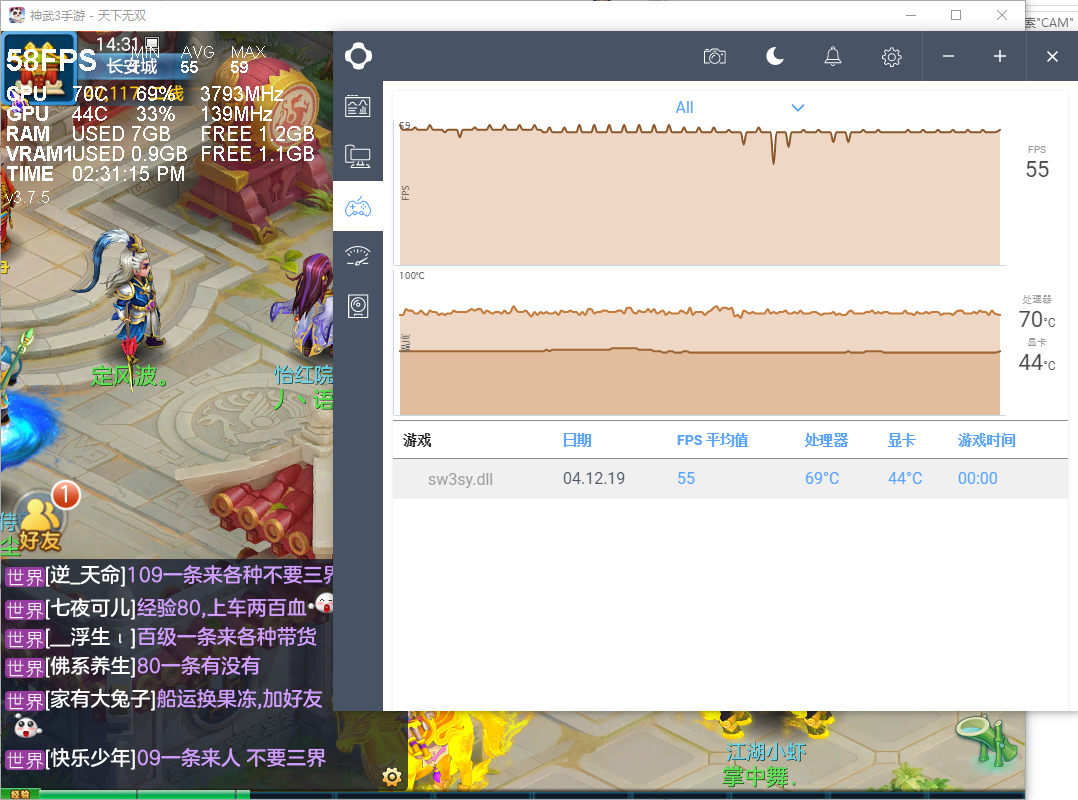 神武3手游 - 天下无双
索"CAM"
14:31
长安城
58FPS MIN AVG MAX
55 59
CPU 70C 69% 3793MHz
GPU 44C 33% 139MHz
RAM USED 7GB FREE 1.2GB
VRAM1 USED 0.9GB FREE 1.1GB
TIME 02:31:15 PM
v3.7.5
定风波。
怡红院
语
1
好友
世界[逆_天命]109一条来各种不要三界
世界[七夜可儿]经验80,上车两百血
世界[__浮生﹙]百级一条来各种带货
世界[佛系养生]80一条有没有
世界[家有大兔子]船运换果冻,加好友
世界[快乐少年]09一条来人 不要三界
经验
All
59
FPS
FPS
55
100°C
温度
处理器
70°C
显卡
44°C
游戏 日期 FPS 平均值 处理器 显卡 游戏时间
sw3sy.dll 04.12.19 55 69°C 44°C 00:00
江湖小虾
掌中舞.